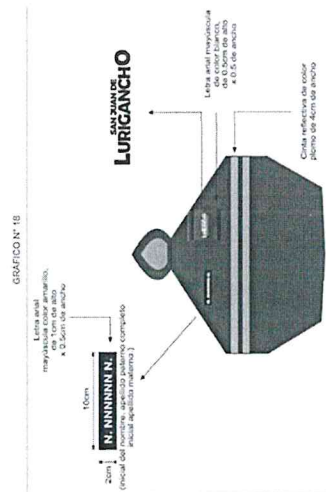 GRAFICO N° 18
Letra arial
mayúscula color amarillo,
de 1cm de alto
x 0.5cm de ancho
10cm
2cm
N. NNNNNN N.
(inicial del nombre, apellido paterno completo
inicial apellido materno )
SAN JUAN DE
LURIGANCHO
Letra arial mayúscula
de color blanco,
de 0.5cm de alto
x 0.5 de ancho
Cinta reflectiva de color
plomo de 4cm de ancho